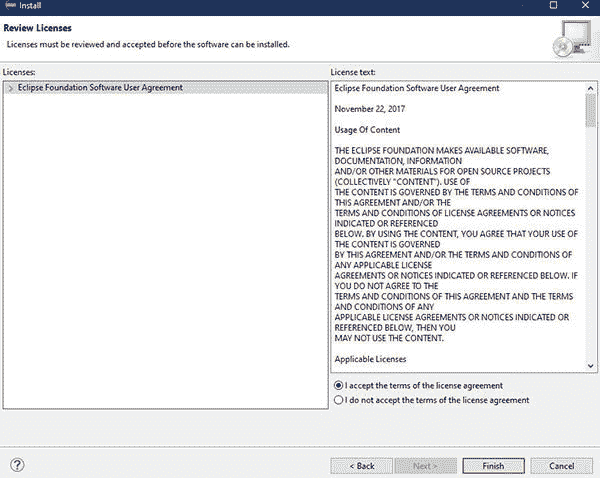 Install
Review Licenses
Licenses must be reviewed and accepted before the software can be installed.
Licenses:
Eclipse Foundation Software User Agreement
License text:
Eclipse Foundation Software User Agreement
November 22, 2017
Usage Of Content
THE ECLIPSE FOUNDATION MAKES AVAILABLE SOFTWARE,
DOCUMENTATION, INFORMATION
AND/OR OTHER MATERIALS FOR OPEN SOURCE PROJECTS
(COLLECTIVELY "CONTENT"). USE OF
THE CONTENT IS GOVERNED BY THE TERMS AND CONDITIONS OF
THIS AGREEMENT AND/OR THE
TERMS AND CONDITIONS OF LICENSE AGREEMENTS OR NOTICES
INDICATED OR REFERENCED
BELOW. BY USING THE CONTENT, YOU AGREE THAT YOUR USE OF
THE CONTENT IS GOVERNED
BY THIS AGREEMENT AND/OR THE TERMS AND CONDITIONS OF
ANY APPLICABLE LICENSE
AGREEMENTS OR NOTICES INDICATED OR REFERENCED BELOW. IF
YOU DO NOT AGREE TO THE
TERMS AND CONDITIONS OF THIS AGREEMENT AND THE TERMS
AND CONDITIONS OF ANY
APPLICABLE LICENSE AGREEMENTS OR NOTICES INDICATED OR
REFERENCED BELOW, THEN YOU
MAY NOT USE THE CONTENT.
Applicable Licenses
I accept the terms of the license agreement
I do not accept the terms of the license agreement
< Back
Next >
Finish
Cancel